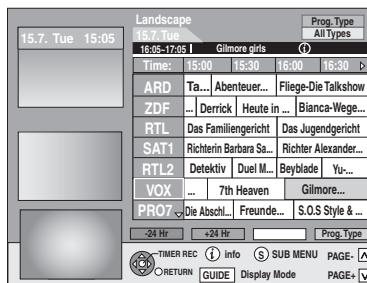 Landscape
Prog.Type
15.7. Tue 15:05
15.7.Tue
All Types
16:05~17:05 Gilmore girls i
Time: 15:00 15:30 16:00 16:30
ARD Ta... Abenteuer... Fliege-Die Talkshow
ZDF ... Derrick Heute in ... Bianca-Wege...
RTL Das Familiengericht Das Jugendgericht
SAT1 Richterin Barbara Sa... Richter Alexander...
RTL2 Detektiv Duel M... Beyblade Yu-...
VOX ... 7th Heaven Gilmore...
PRO7 Die Abschl... Freunde... S.O.S Style & ...
-24 Hr +24 Hr Prog.Type
TIMER REC i info S SUB MENU PAGE-
RETURN GUIDE Display Mode PAGE+